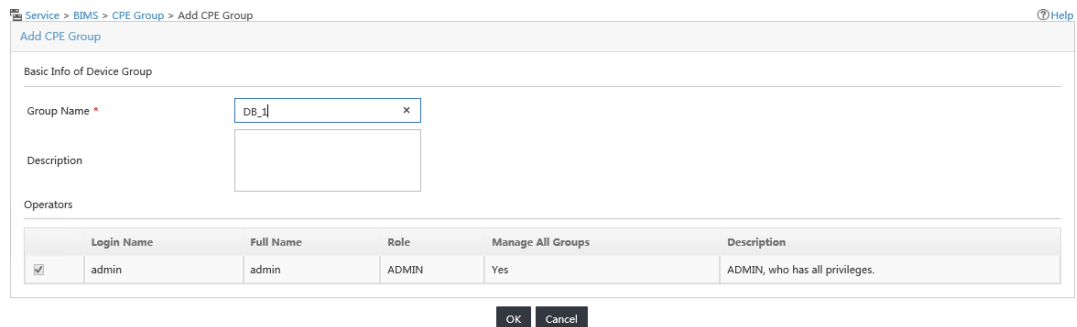 Service > BIMS > CPE Group > Add CPE Group
Help
Add CPE Group
Basic Info of Device Group
Group Name *
DB_1
Description
Operators
Login Name Full Name Role Manage All Groups Description
admin admin ADMIN Yes ADMIN, who has all privileges.
OK Cancel